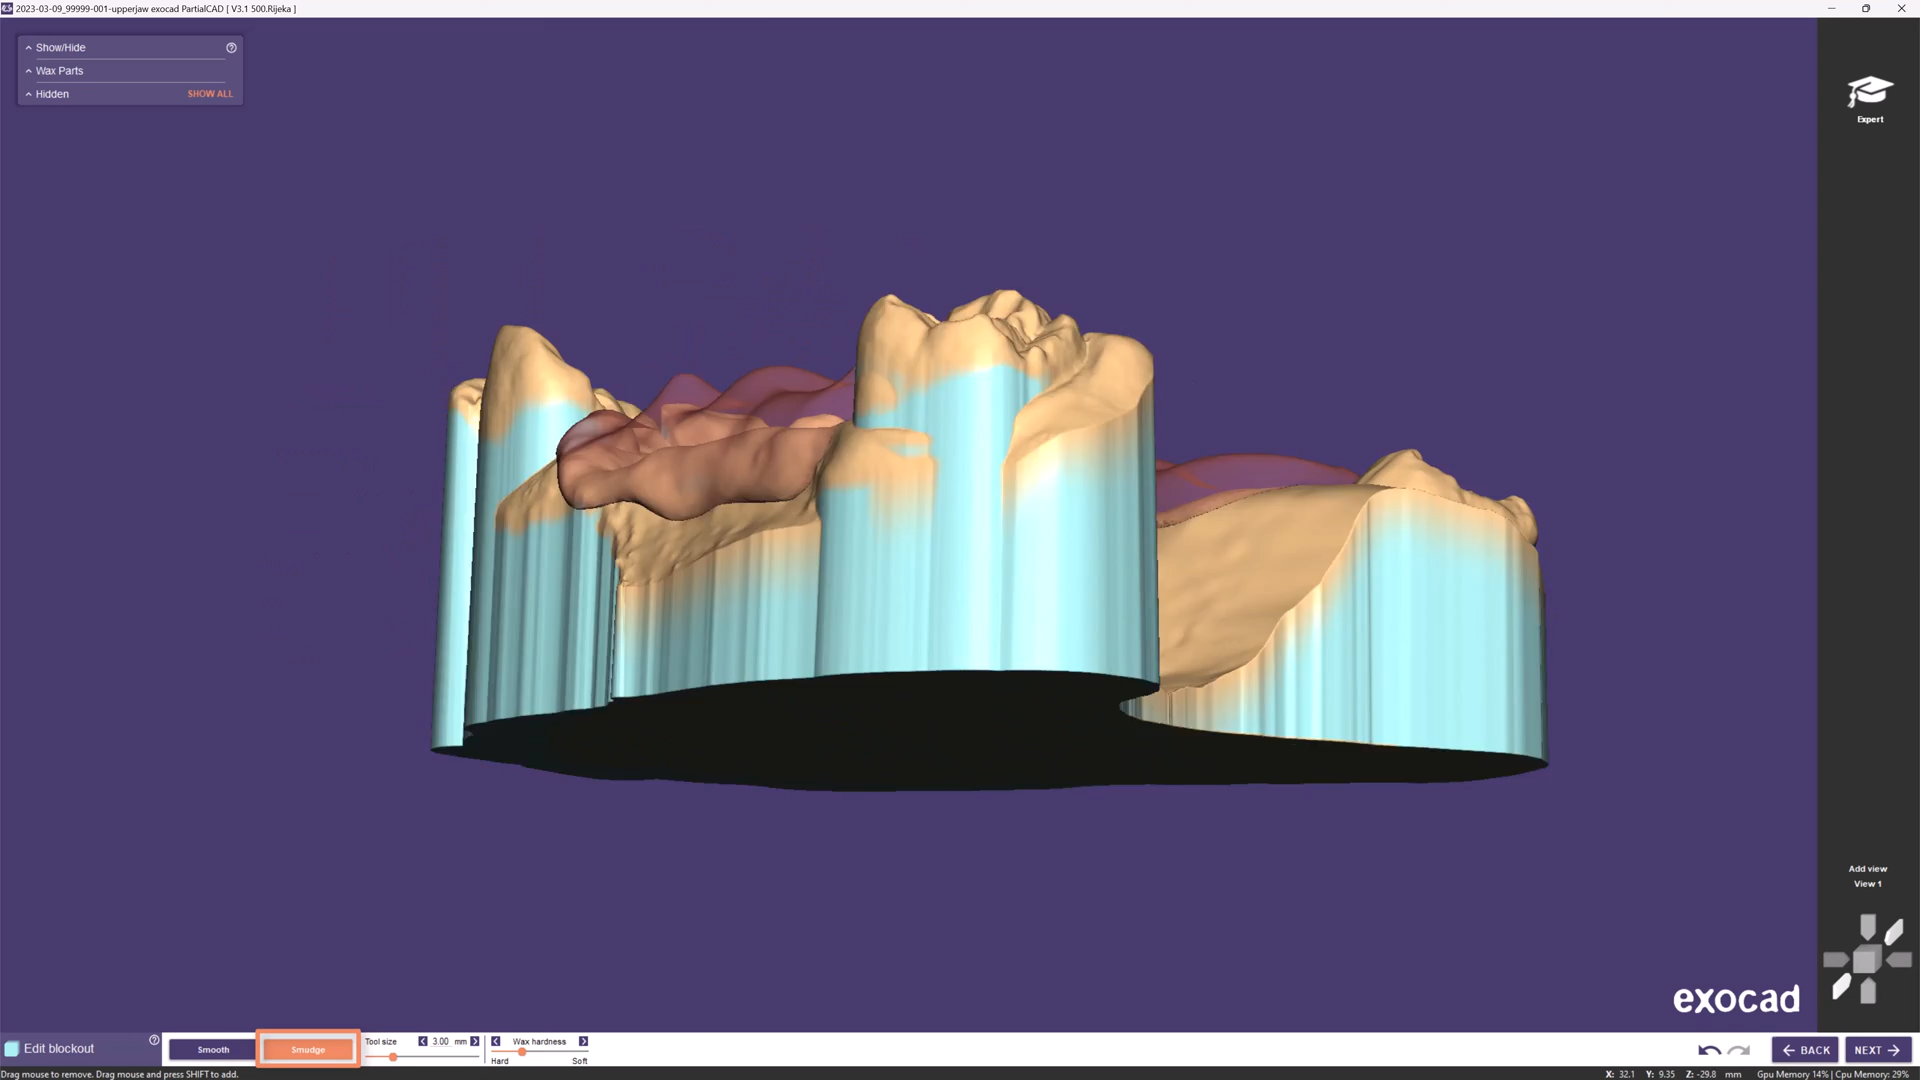 2023-03-09_99999-001-upperjaw exocad PartialCAD [ V3.1 500.Rijeka ]
Show/Hide
Wax Parts
Hidden SHOW ALL
Expert
Add view
View 1
exocad
Edit blockout
Smooth
Smudge
Tool size 3.00 mm
Wax hardness
Hard Soft
BACK
NEXT
Drag mouse to remove. Drag mouse and press SHIFT to add.
X: 32.1 Y: 9.35 Z: -29.8 mm Gpu Memory 14% | Cpu Memory: 29%